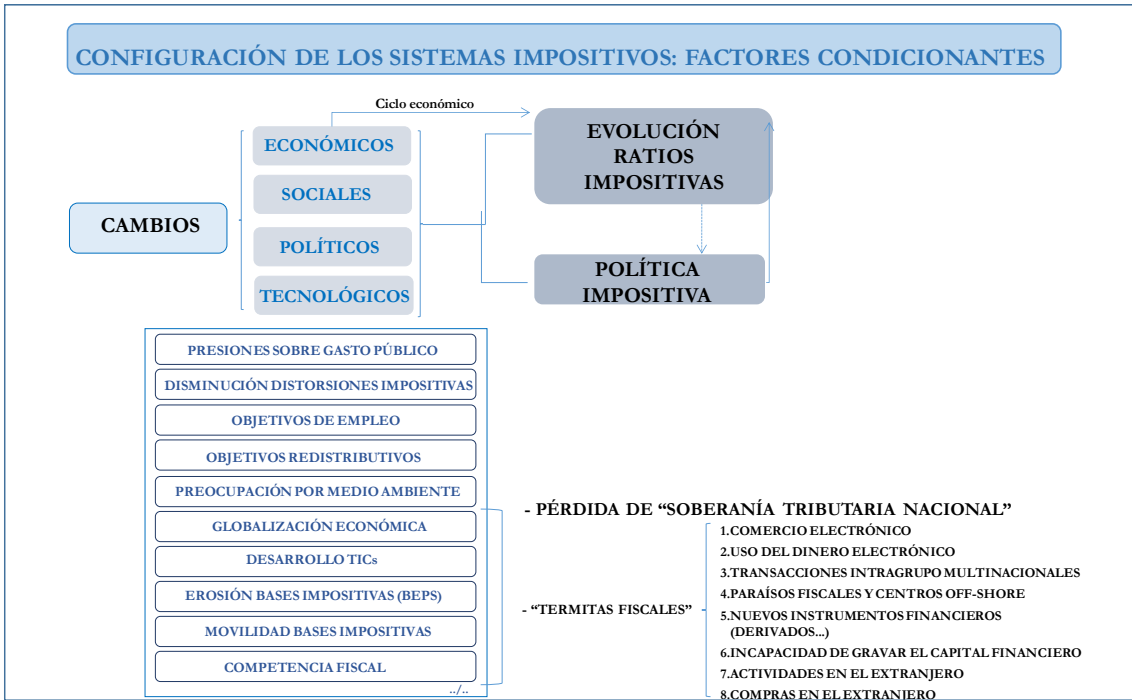 CONFIGURACIÓN DE LOS SISTEMAS IMPOSITIVOS: FACTORES CONDICIONANTES
Ciclo económico
CAMBIOS
ECONÓMICOS
SOCIALES
POLÍTICOS
TECNOLÓGICOS
EVOLUCIÓN
RATIOS
IMPOSITIVAS
POLÍTICA
IMPOSITIVA
PRESIONES SOBRE GASTO PÚBLICO
DISMINUCIÓN DISTORSIONES IMPOSITIVAS
OBJETIVOS DE EMPLEO
OBJETIVOS REDISTRIBUTIVOS
PREOCUPACIÓN POR MEDIO AMBIENTE
GLOBALIZACIÓN ECONÓMICA
DESARROLLO TICs
EROSIÓN BASES IMPOSITIVAS (BEPS)
MOVILIDAD BASES IMPOSITIVAS
COMPETENCIA FISCAL
../..
- PÉRDIDA DE “SOBERANÍA TRIBUTARIA NACIONAL”
- “TERMITAS FISCALES”
1.COMERCIO ELECTRÓNICO
2.USO DEL DINERO ELECTRÓNICO
3.TRANSACCIONES INTRAGRUPO MULTINACIONALES
4.PARAÍSOS FISCALES Y CENTROS OFF-SHORE
5.NUEVOS INSTRUMENTOS FINANCIEROS
(DERIVADOS...)
6.INCAPACIDAD DE GRAVAR EL CAPITAL FINANCIERO
7.ACTIVIDADES EN EL EXTRANJERO
8.COMPRAS EN EL EXTRANJERO